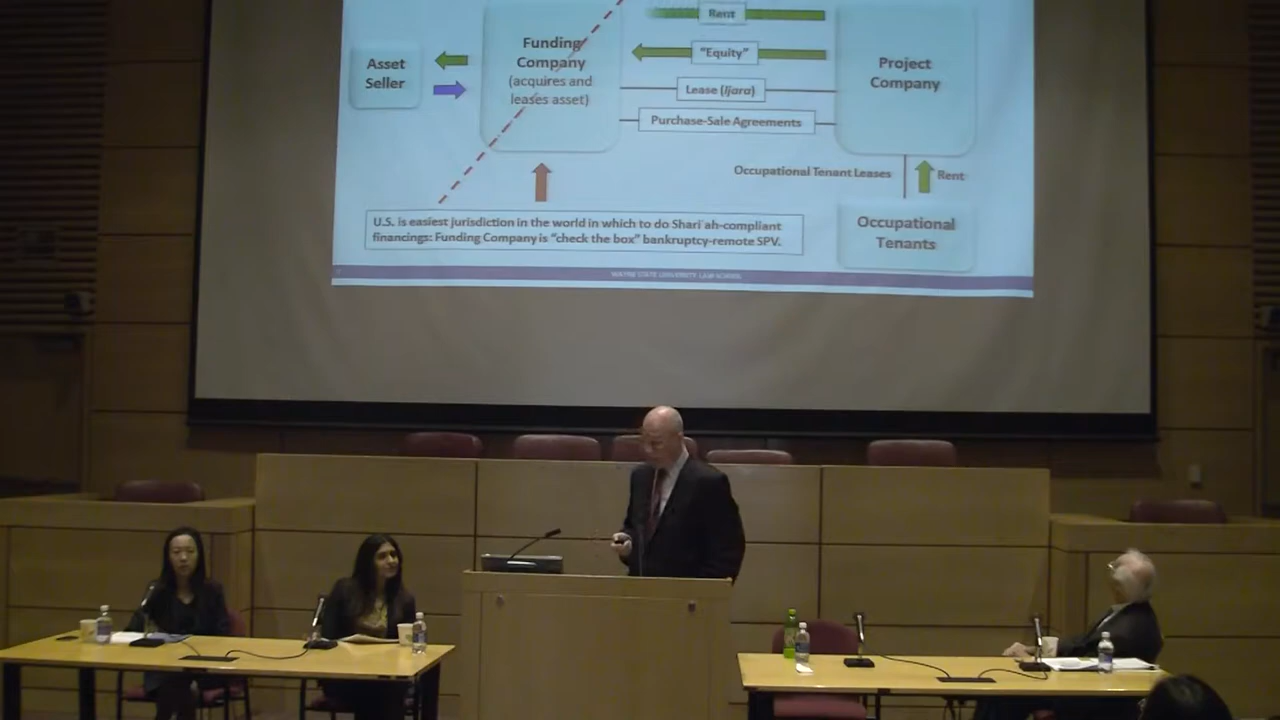 Rent
Asset
Seller
Funding
Company
(acquires and
leases asset)
"Equity"
Project
Company
Lease (Ijara)
Purchase-Sale Agreements
Occupational Tenant Leases
Rent
U.S. is easiest jurisdiction in the world in which to do Shari'ah-compliant
financings: Funding Company is "check the box" bankruptcy-remote SPV.
Occupational
Tenants
WAYNE STATE UNIVERSITY LAW SCHOOL